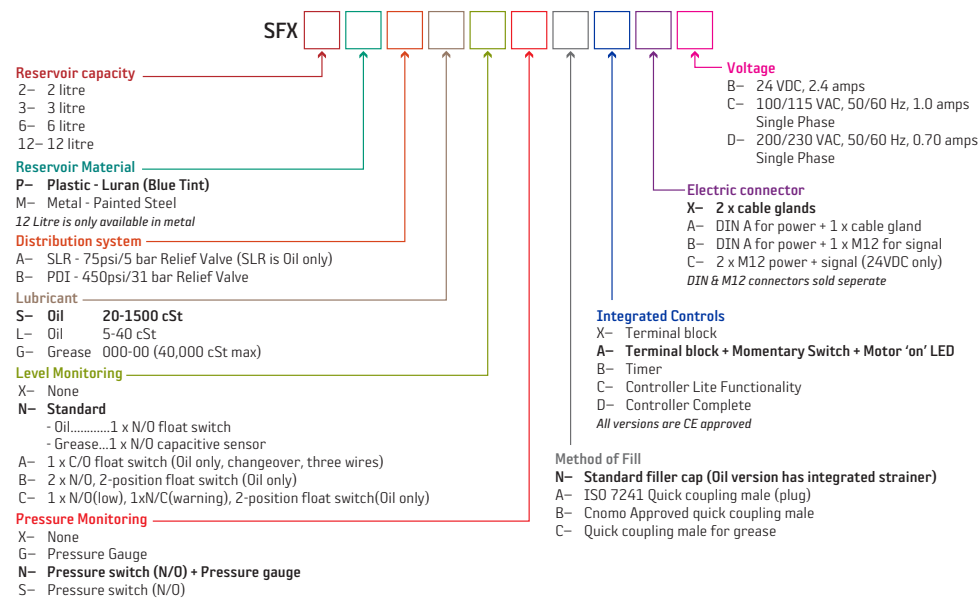 SFX
Reservoir capacity
2– 2 litre
3– 3 litre
6– 6 litre
12– 12 litre
Reservoir Material
P– Plastic - Luran (Blue Tint)
M– Metal - Painted Steel
12 Litre is only available in metal
Distribution system
A– SLR - 75psi/5 bar Relief Valve (SLR is Oil only)
B– PDI - 450psi/31 bar Relief Valve
Lubricant
S– Oil 20-1500 cSt
L– Oil 5-40 cSt
G– Grease 000-00 (40,000 cSt max)
Level Monitoring
X– None
N– Standard
- Oil............1 x N/O float switch
- Grease...1 x N/O capacitive sensor
A– 1 x C/O float switch (Oil only, changeover, three wires)
B– 2 x N/O, 2-position float switch (Oil only)
C– 1 x N/O(low), 1xN/C(warning), 2-position float switch(Oil only)
Pressure Monitoring
X– None
G– Pressure Gauge
N– Pressure switch (N/O) + Pressure gauge
S– Pressure switch (N/O)
Voltage
B– 24 VDC, 2.4 amps
C– 100/115 VAC, 50/60 Hz, 1.0 amps
Single Phase
D– 200/230 VAC, 50/60 Hz, 0.70 amps
Single Phase
Electric connector
X– 2 x cable glands
A– DIN A for power + 1 x cable gland
B– DIN A for power + 1 x M12 for signal
C– 2 x M12 power + signal (24VDC only)
DIN & M12 connectors sold seperate
Integrated Controls
X– Terminal block
A– Terminal block + Momentary Switch + Motor ‘on’ LED
B– Timer
C– Controller Lite Functionality
D– Controller Complete
All versions are CE approved
Method of Fill
N– Standard filler cap (Oil version has integrated strainer)
A– ISO 7241 Quick coupling male (plug)
B– Cnomo Approved quick coupling male
C– Quick coupling male for grease